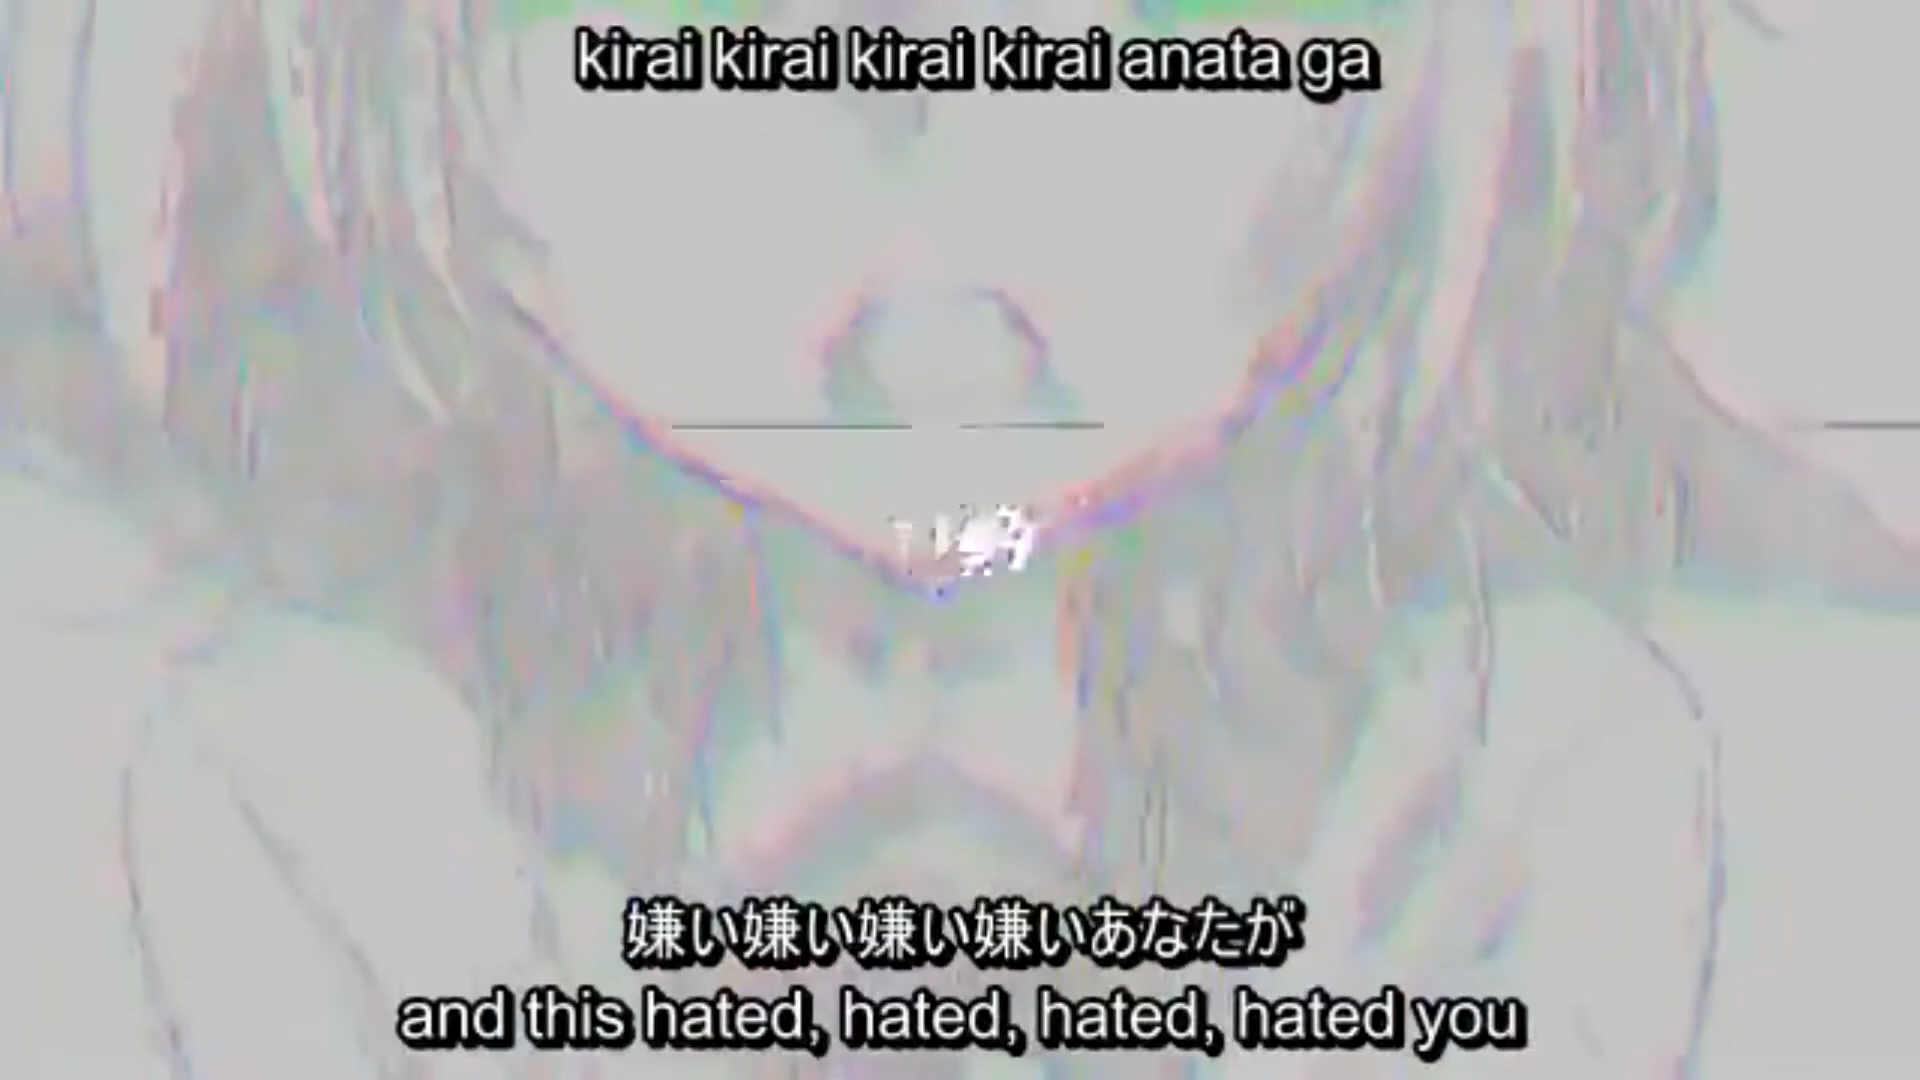 kirai kirai kirai kirai anata ga
嫌い嫌い嫌い嫌いあなたが
and this hated, hated, hated, hated you